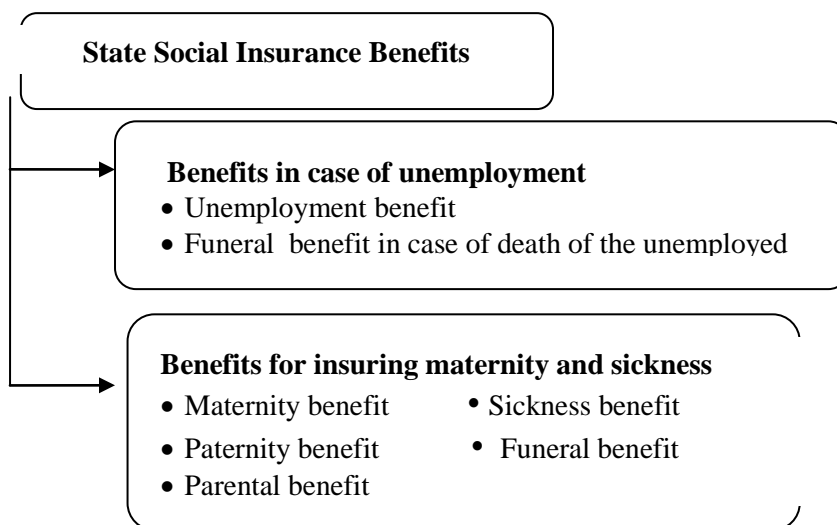 State Social Insurance Benefits
Benefits in case of unemployment
• Unemployment benefit
• Funeral benefit in case of death of the unemployed
Benefits for insuring maternity and sickness
• Maternity benefit • Sickness benefit
• Paternity benefit • Funeral benefit
• Parental benefit